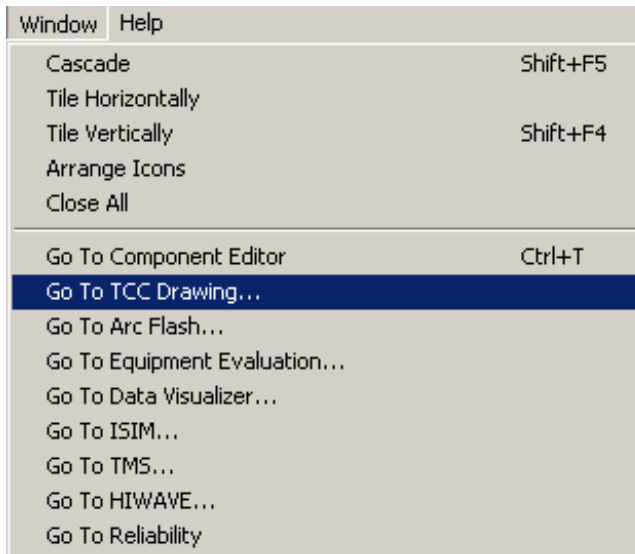 Window Help
Cascade Shift+F5
Tile Horizontally
Tile Vertically Shift+F4
Arrange Icons
Close All
Go To Component Editor Ctrl+T
Go To TCC Drawing...
Go To Arc Flash...
Go To Equipment Evaluation...
Go To Data Visualizer...
Go To ISIM...
Go To TMS...
Go To HIWAVE...
Go To Reliability